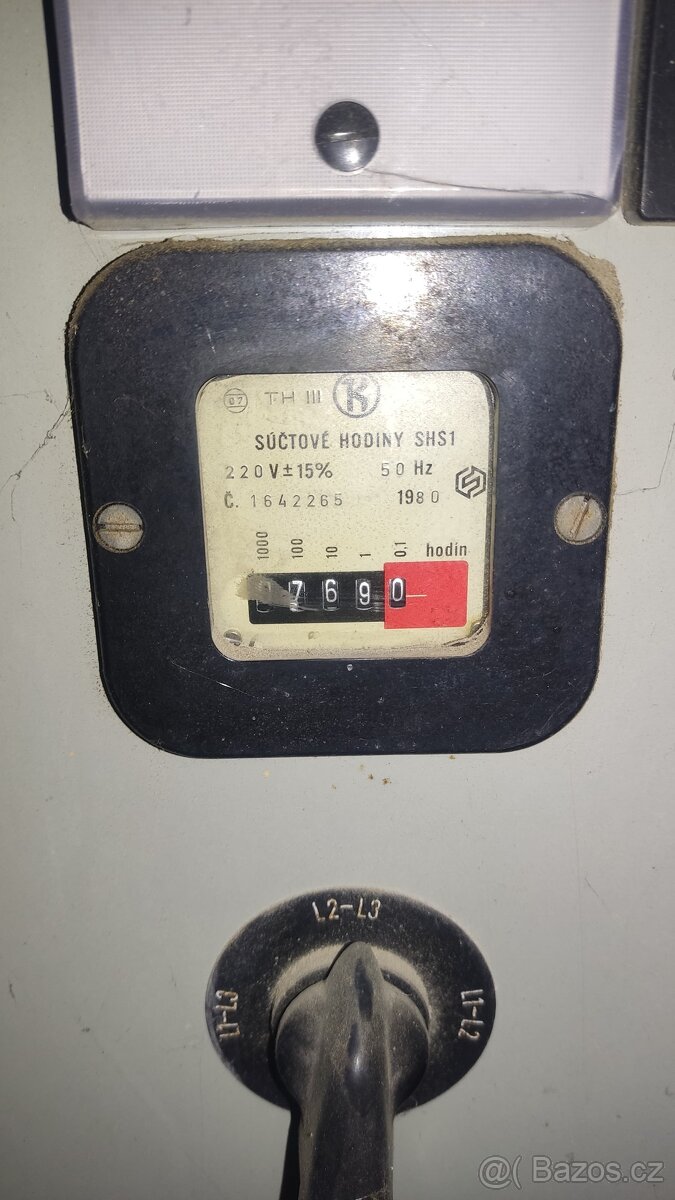 07 TH III K
SÚČTOVÉ HODINY SHS1
220V±15% 50 Hz
Č. 1642265 1980
1000 100 10 1 0,1 hodín
7690
L2-L3
L1-L3
L1-L2
@( Bazos.cz